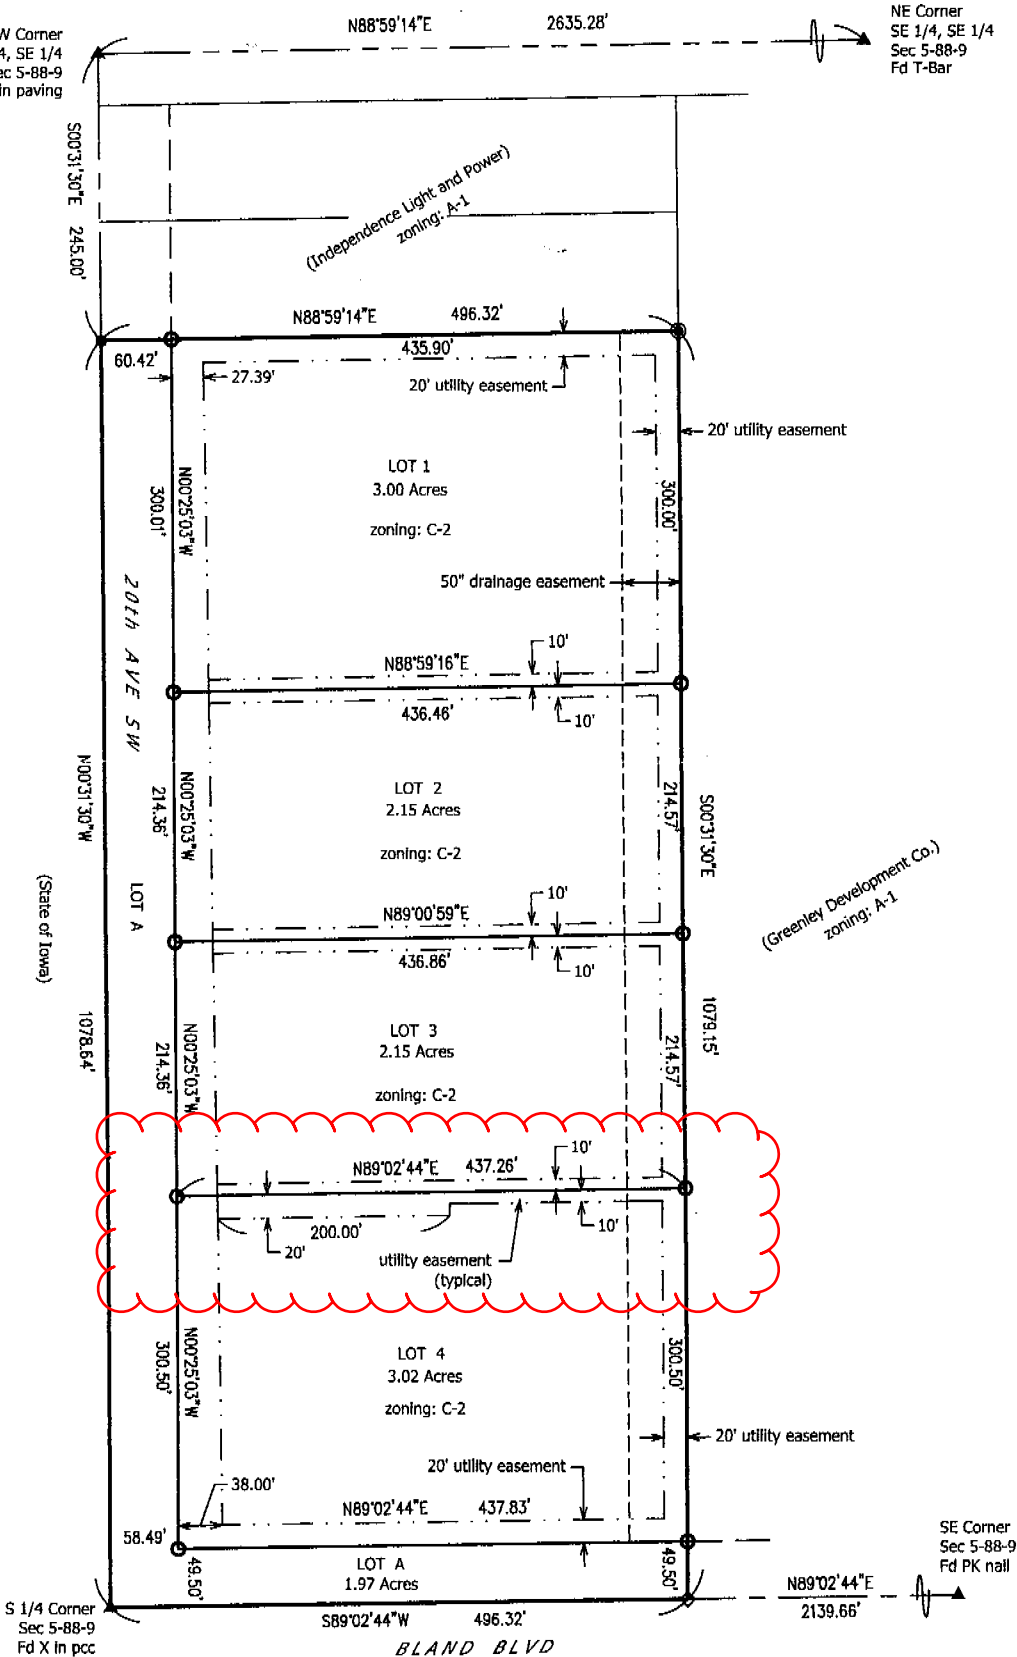 N88°59'14"E 2635.28'
W Corner
4, SE 1/4
ec 5-88-9
in paving
NE Corner
SE 1/4, SE 1/4
Sec 5-88-9
Fd T-Bar
S00°31'30"E 245.00'
(Independence Light and Power)
zoning: A-1
N88°59'14"E 496.32'
60.42'
435.90'
27.39'
20' utility easement
20' utility easement
LOT 1
3.00 Acres
zoning: C-2
N00°25'03"W
300.01'
300.00'
50" drainage easement
20th AVE SW
10'
N88°59'16"E
436.46'
10'
LOT 2
2.15 Acres
zoning: C-2
N00°25'03"W
214.36'
214.57'
N00°31'30"W
S00°31'30"E
(Greenley Development Co.)
zoning: A-1
(State of Iowa)
LOT A
10'
N89°00'59"E
436.86'
10'
LOT 3
2.15 Acres
zoning: C-2
N00°25'03"W
214.36'
214.57'
1078.64'
1079.15'
10'
N89°02'44"E 437.26'
10'
200.00'
20'
utility easement
(typical)
LOT 4
3.02 Acres
zoning: C-2
N00°25'03"W
300.50'
300.50'
20' utility easement
20' utility easement
38.00'
N89°02'44"E 437.83'
58.49'
49.50'
LOT A
1.97 Acres
49.50'
SE Corner
Sec 5-88-9
Fd PK nail
N89°02'44"E
2139.66'
S 1/4 Corner
Sec 5-88-9
Fd X in pcc
S89°02'44"W 496.32'
BLAND BLVD